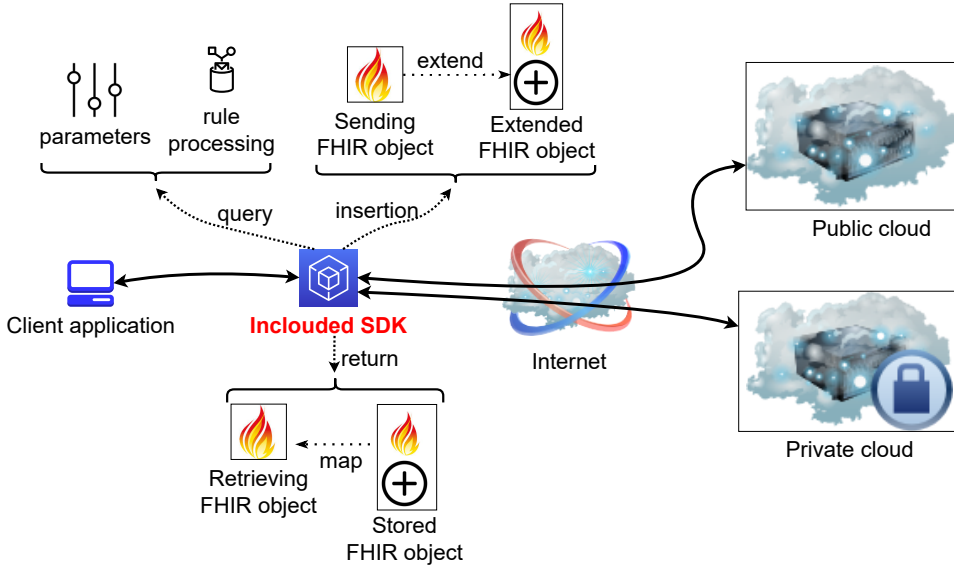 parameters
rule
processing
extend
Sending
FHIR object
Extended
FHIR object
query
insertion
Public cloud
Client application
Inclouded SDK
Internet
return
Private cloud
map
Retrieving
FHIR object
Stored
FHIR object